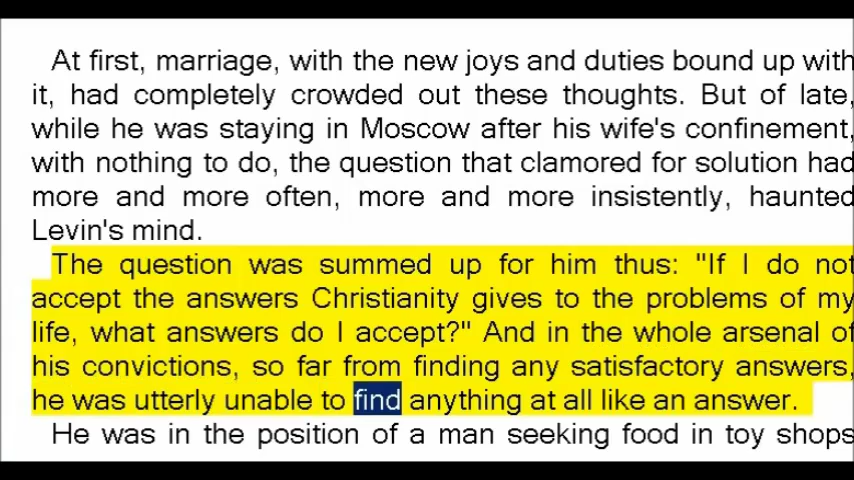 At first, marriage, with the new joys and duties bound up with
it, had completely crowded out these thoughts. But of late,
while he was staying in Moscow after his wife's confinement,
with nothing to do, the question that clamored for solution had
more and more often, more and more insistently, haunted
Levin's mind.
The question was summed up for him thus: "If I do not
accept the answers Christianity gives to the problems of my
life, what answers do I accept?" And in the whole arsenal of
his convictions, so far from finding any satisfactory answers,
he was utterly unable to find anything at all like an answer.
He was in the position of a man seeking food in toy shops